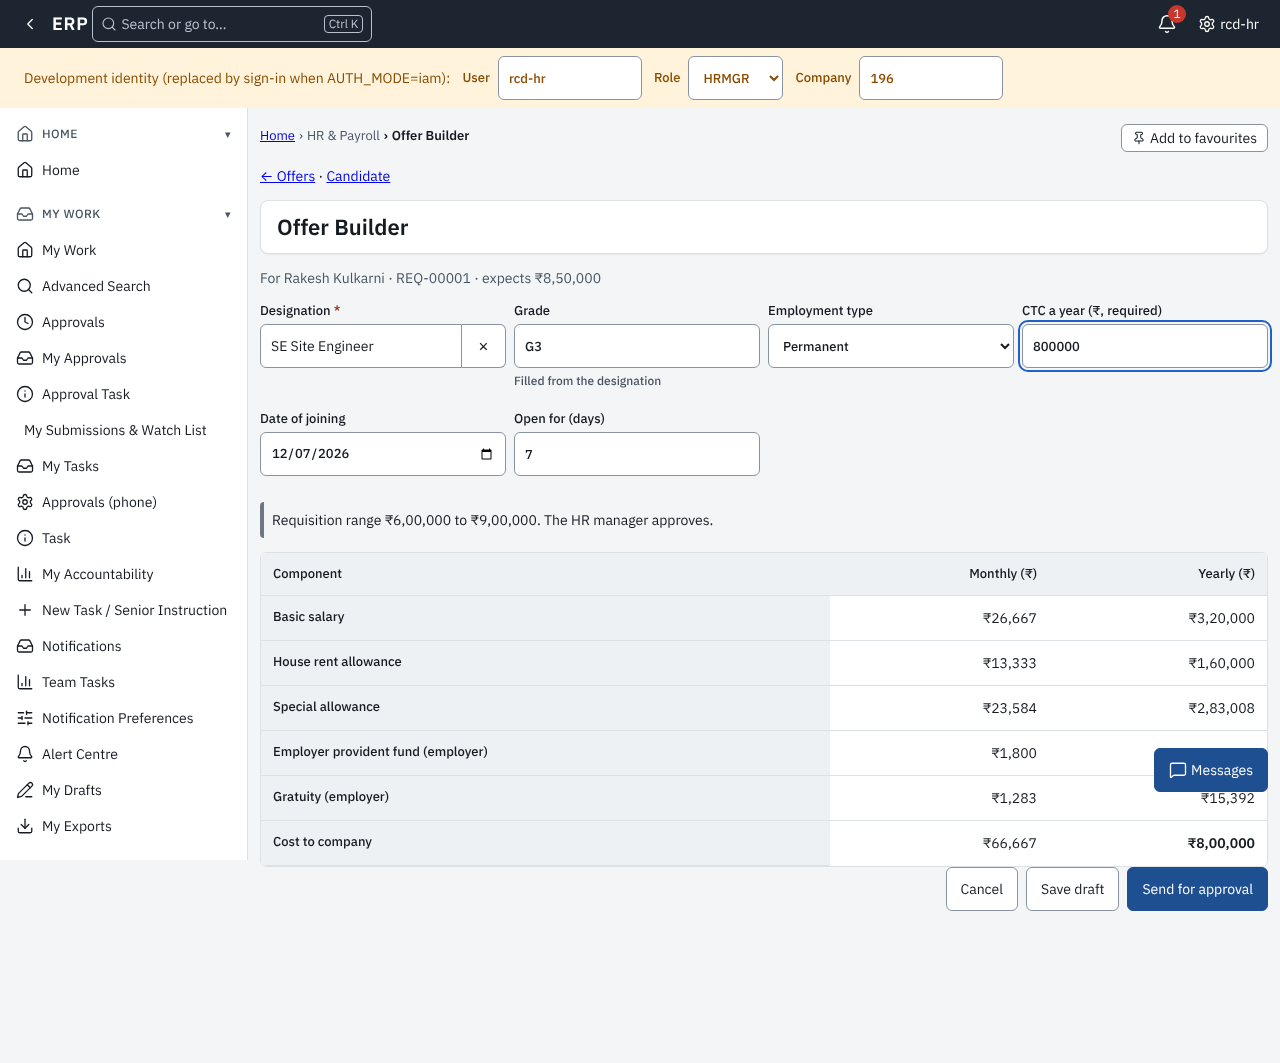 ERP
Search or go to...
Ctrl K
1
rcd-hr
Development identity (replaced by sign-in when AUTH_MODE=iam):
User
rcd-hr
Role
HRMGR
Company
196
HOME
Home
MY WORK
My Work
Advanced Search
Approvals
My Approvals
Approval Task
My Submissions & Watch List
My Tasks
Approvals (phone)
Task
My Accountability
New Task / Senior Instruction
Notifications
Team Tasks
Notification Preferences
Alert Centre
My Drafts
My Exports
Home › HR & Payroll › Offer Builder
Add to favourites
← Offers · Candidate
Offer Builder
For Rakesh Kulkarni · REQ-00001 · expects ₹8,50,000
Designation *
SE Site Engineer
×
Grade
G3
Filled from the designation
Employment type
Permanent
CTC a year (₹, required)
800000
Date of joining
12/07/2026
Open for (days)
7
Requisition range ₹6,00,000 to ₹9,00,000. The HR manager approves.
Component Monthly (₹) Yearly (₹)
Basic salary ₹26,667 ₹3,20,000
House rent allowance ₹13,333 ₹1,60,000
Special allowance ₹23,584 ₹2,83,008
Employer provident fund (employer) ₹1,800
Messages
Gratuity (employer) ₹1,283 ₹15,392
Cost to company ₹66,667 ₹8,00,000
Cancel
Save draft
Send for approval